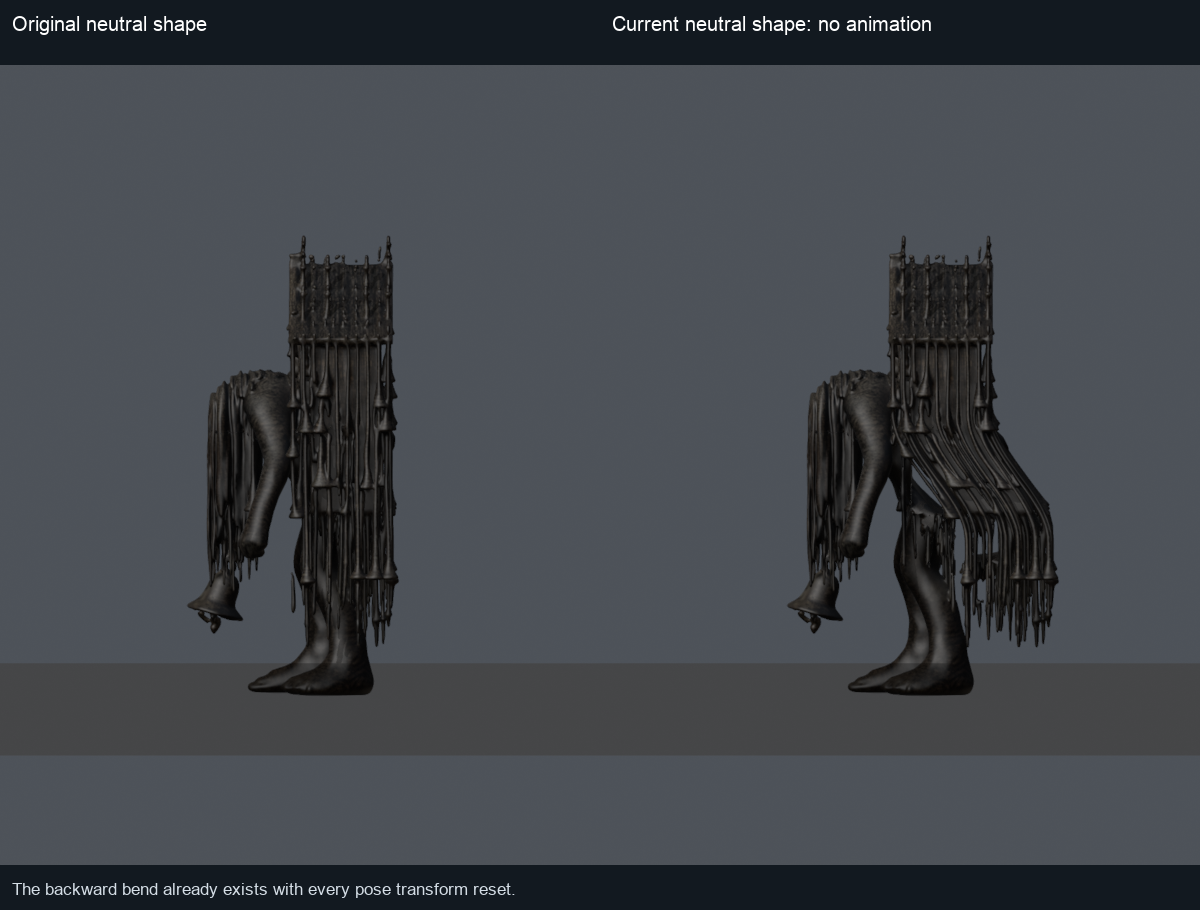 Original neutral shape
Current neutral shape: no animation
The backward bend already exists with every pose transform reset.